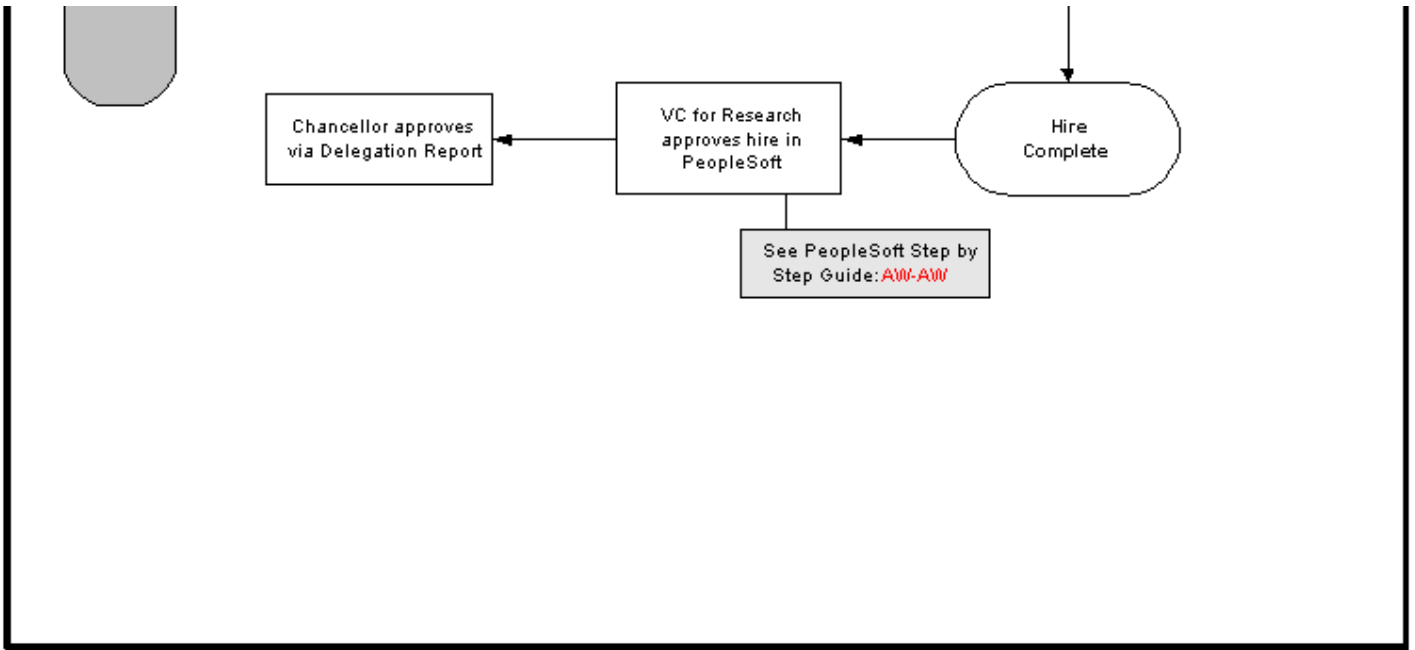 Chancellor approves
via Delegation Report
VC for Research
approves hire in
PeopleSoft
Hire
Complete
See PeopleSoft Step by
Step Guide: AW-AW